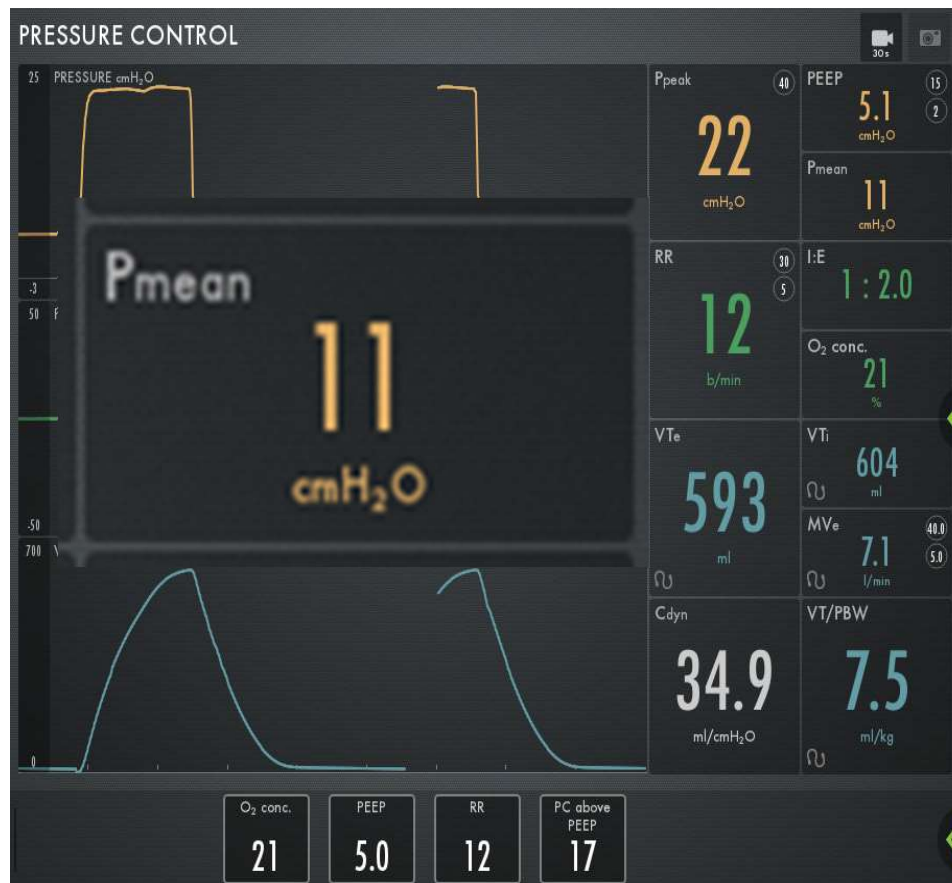 PRESSURE CONTROL
30 s
25 PRESSURE cmH₂O
-3
50
-50
700
0
Pmean
11
cmH₂O
Ppeak 40
22
cmH₂O
PEEP 15
5.1 2
cmH₂O
Pmean
11
cmH₂O
RR 30
5
12
b/min
I:E
1 : 2.0
O₂ conc.
21
%
VTe
593
ml
VTi
604
ml
MVe 40.0
7.1 5.0
l/min
Cdyn
34.9
ml/cmH₂O
VT/PBW
7.5
ml/kg
O₂ conc.
21
PEEP
5.0
RR
12
PC above
PEEP
17